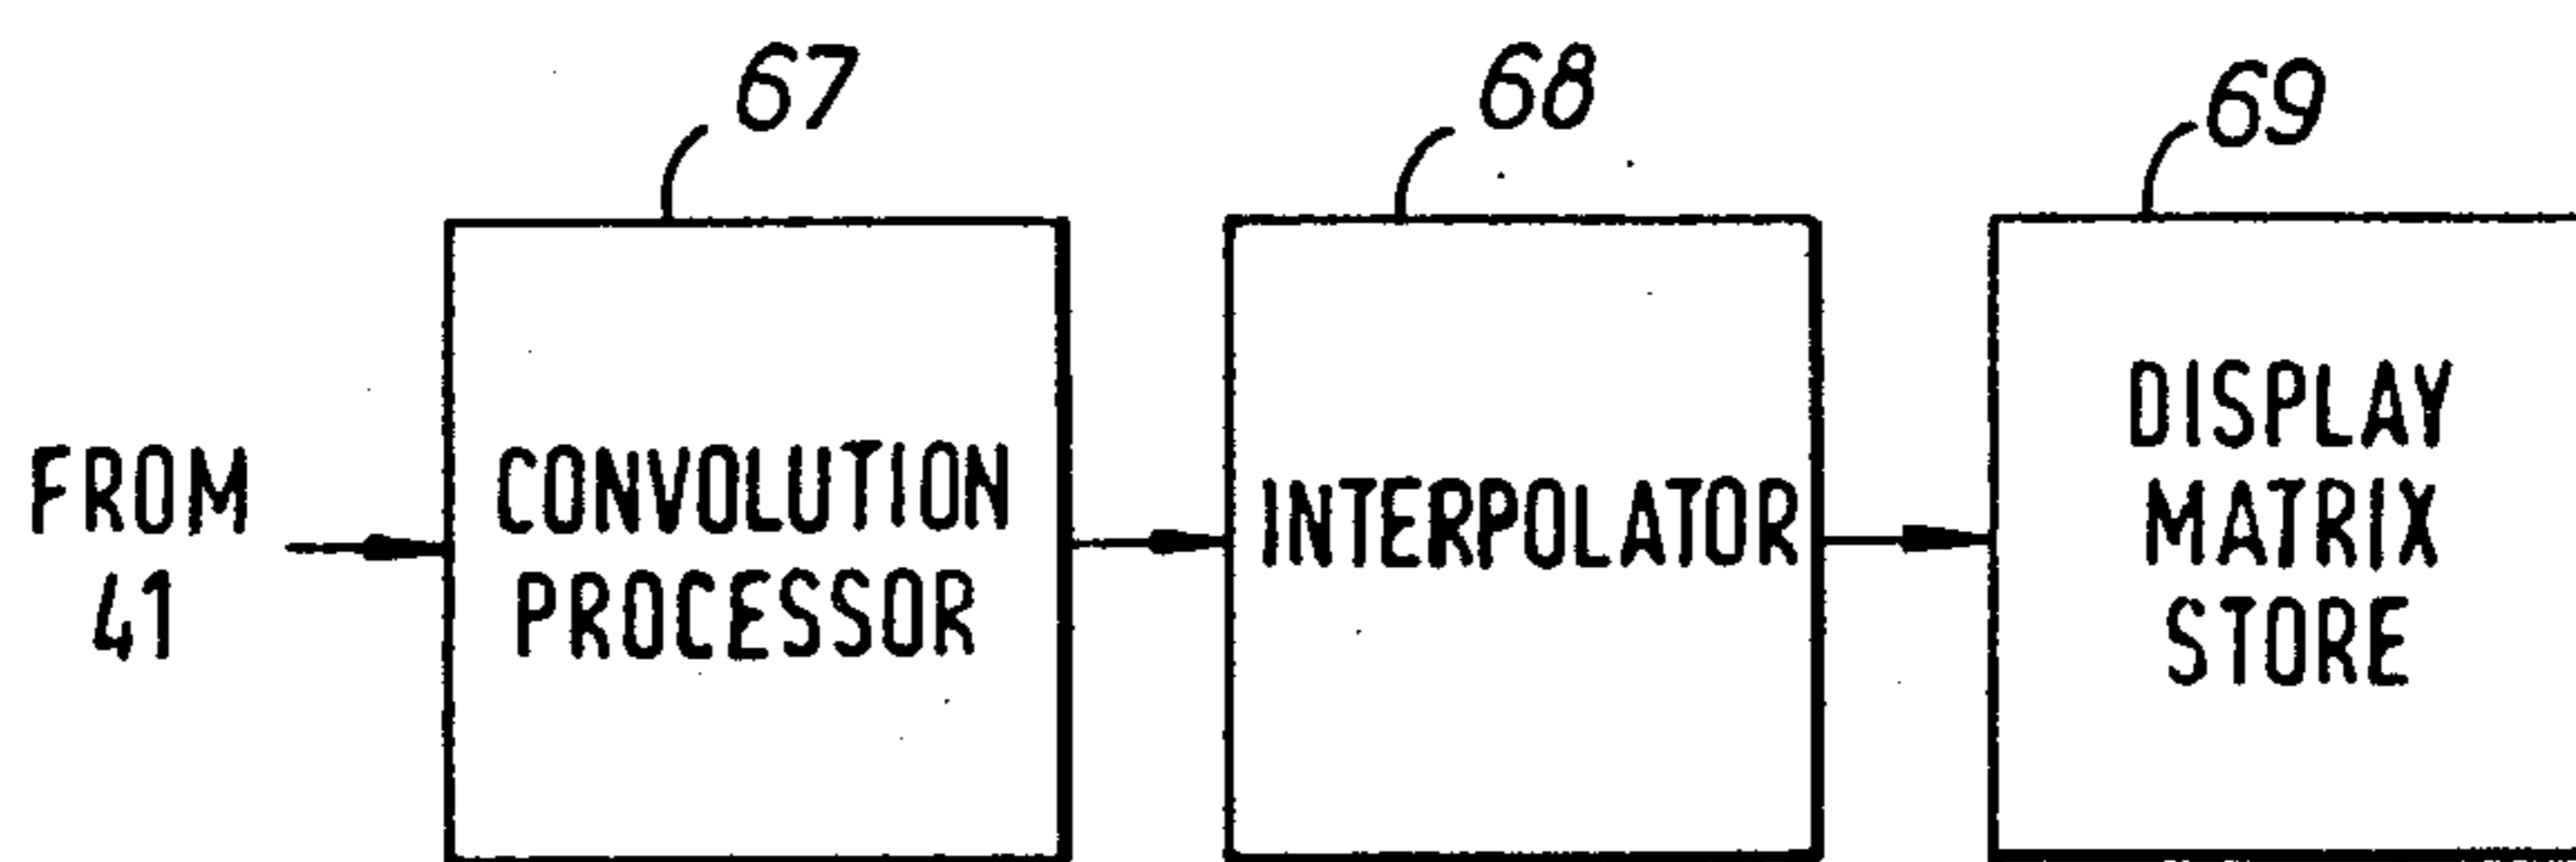 67
68
69
FROM
41
CONVOLUTION
PROCESSOR
INTERPOLATOR
DISPLAY
MATRIX
STORE